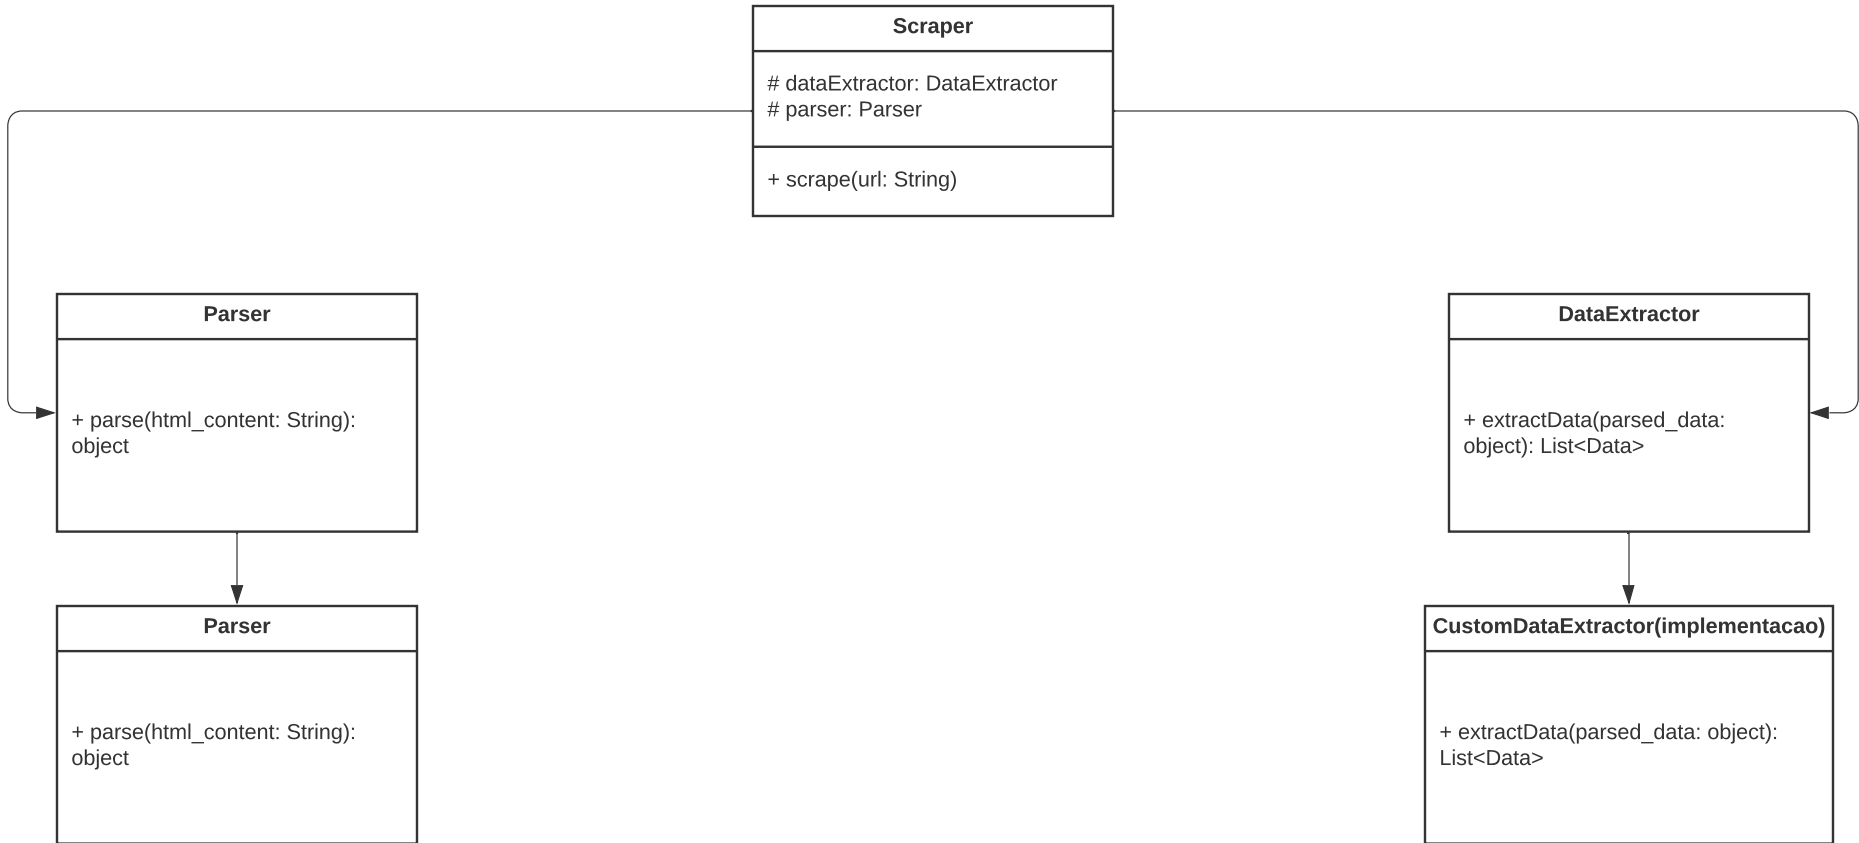 Scraper
# dataExtractor: DataExtractor
# parser: Parser
+ scrape(url: String)
Parser
+ parse(html_content: String):
object
DataExtractor
+ extractData(parsed_data:
object): List<Data>
Parser
+ parse(html_content: String):
object
CustomDataExtractor(implementacao)
+ extractData(parsed_data: object):
List<Data>